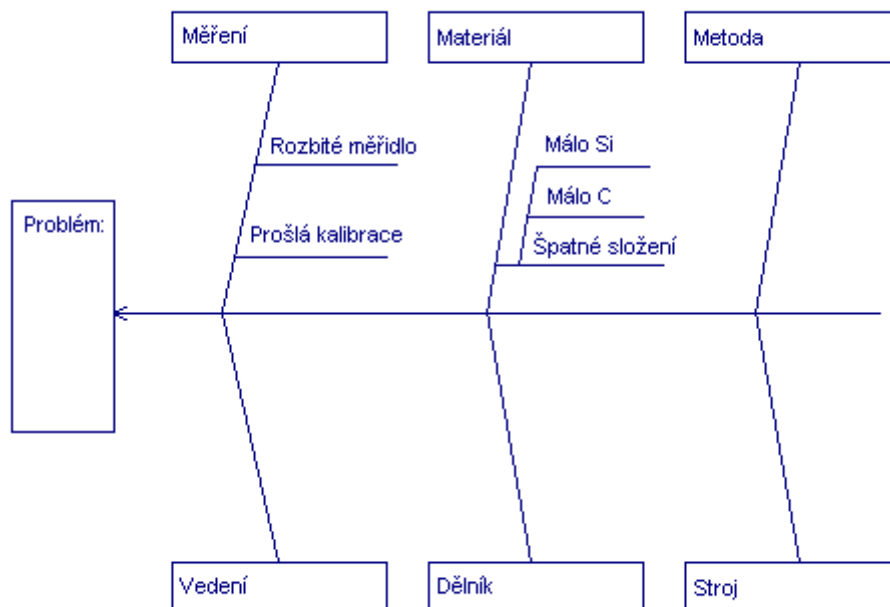 Měření
Materiál
Metoda
Rozbité měřidlo
Málo Si
Málo C
Problém:
Prošlá kalibrace
Špatné složení
Vedení
Dělník
Stroj